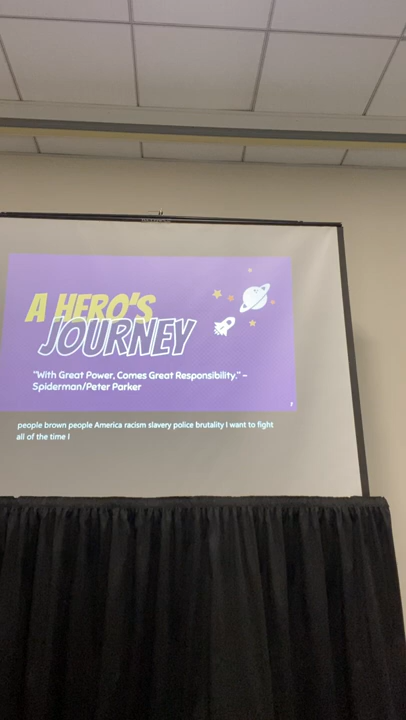 A HERO'S
JOURNEY
"With Great Power, Comes Great Responsibility." –
Spiderman/Peter Parker
7
people brown people America racism slavery police brutality I want to fight
all of the time I